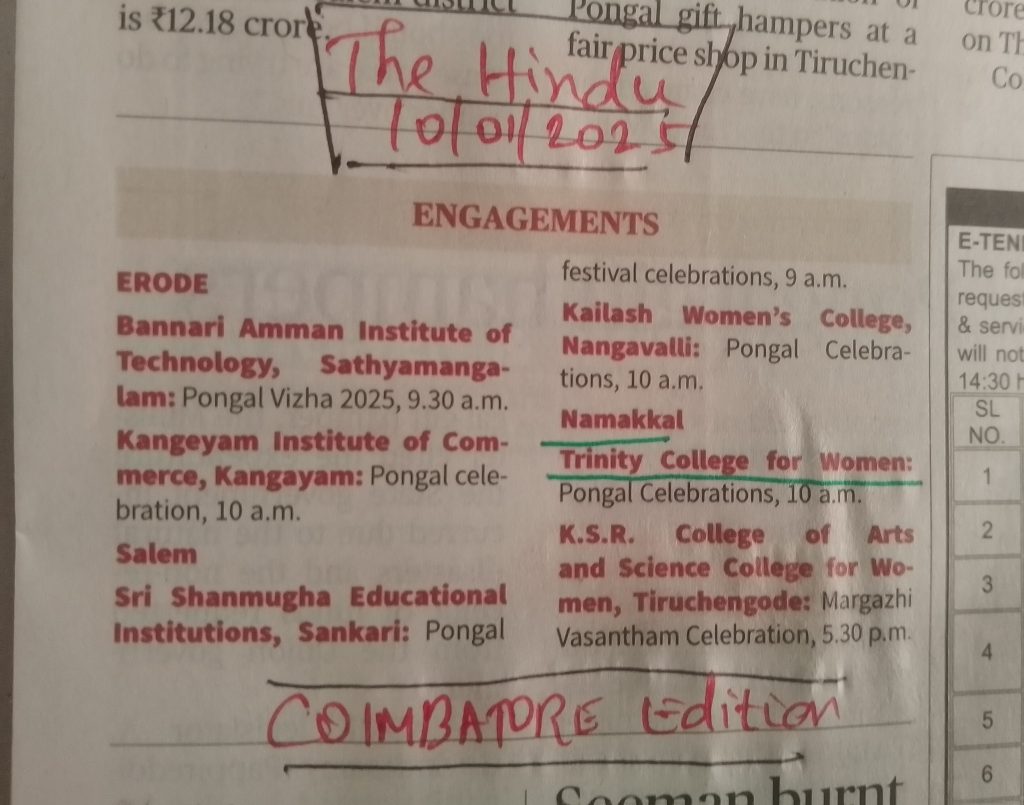 is ₹12.18 crore.
Pongal gift hampers at a
fair price shop in Tiruchen-
crore
on Th
Co
The Hindu
10/01/2025
ENGAGEMENTS
ERODE
Bannari Amman Institute of
Technology, Sathyamanga-
lam: Pongal Vizha 2025, 9.30 a.m.
Kangeyam Institute of Com-
merce, Kangayam: Pongal cele-
bration, 10 a.m.
Salem
Sri Shanmugha Educational
Institutions, Sankari: Pongal
festival celebrations, 9 a.m.
Kailash Women's College,
Nangavalli: Pongal Celebra-
tions, 10 a.m.
Namakkal
Trinity College for Women:
Pongal Celebrations, 10 a.m.
K.S.R. College of Arts
and Science College for Wo-
men, Tiruchengode: Margazhi
Vasantham Celebration, 5.30 p.m.
E-TEN
The fol
reques
& servi
will not
14:30 h
SL
NO.
1
2
3
4
5
6
COIMBATORE Edition
Seeman burnt